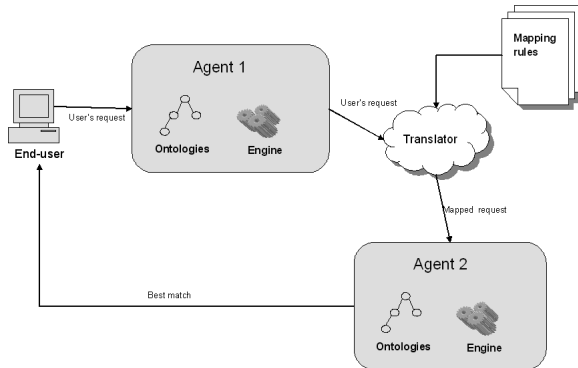 Mapping
rules
Agent 1
User's request
User's request
Ontologies
Engine
Translator
End-user
Mapped request
Agent 2
Best match
Ontologies
Engine